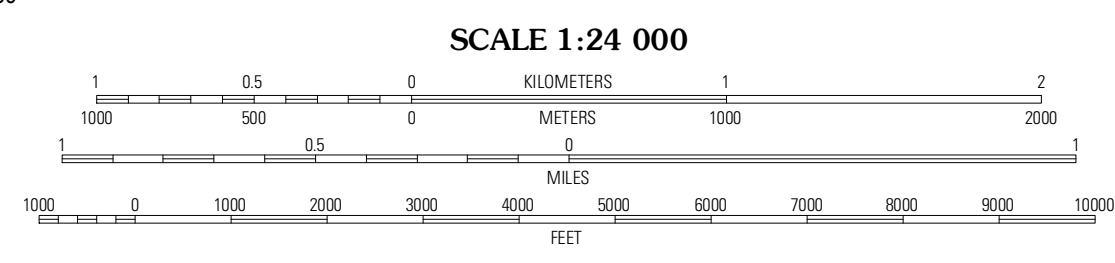 SCALE 1:24 000
1 0.5 0 KILOMETERS 1 2
1000 500 0 METERS 1000 2000
1 0.5 0 1
MILES
1000 0 1000 2000 3000 4000 5000 6000 7000 8000 9000 10000
FEET